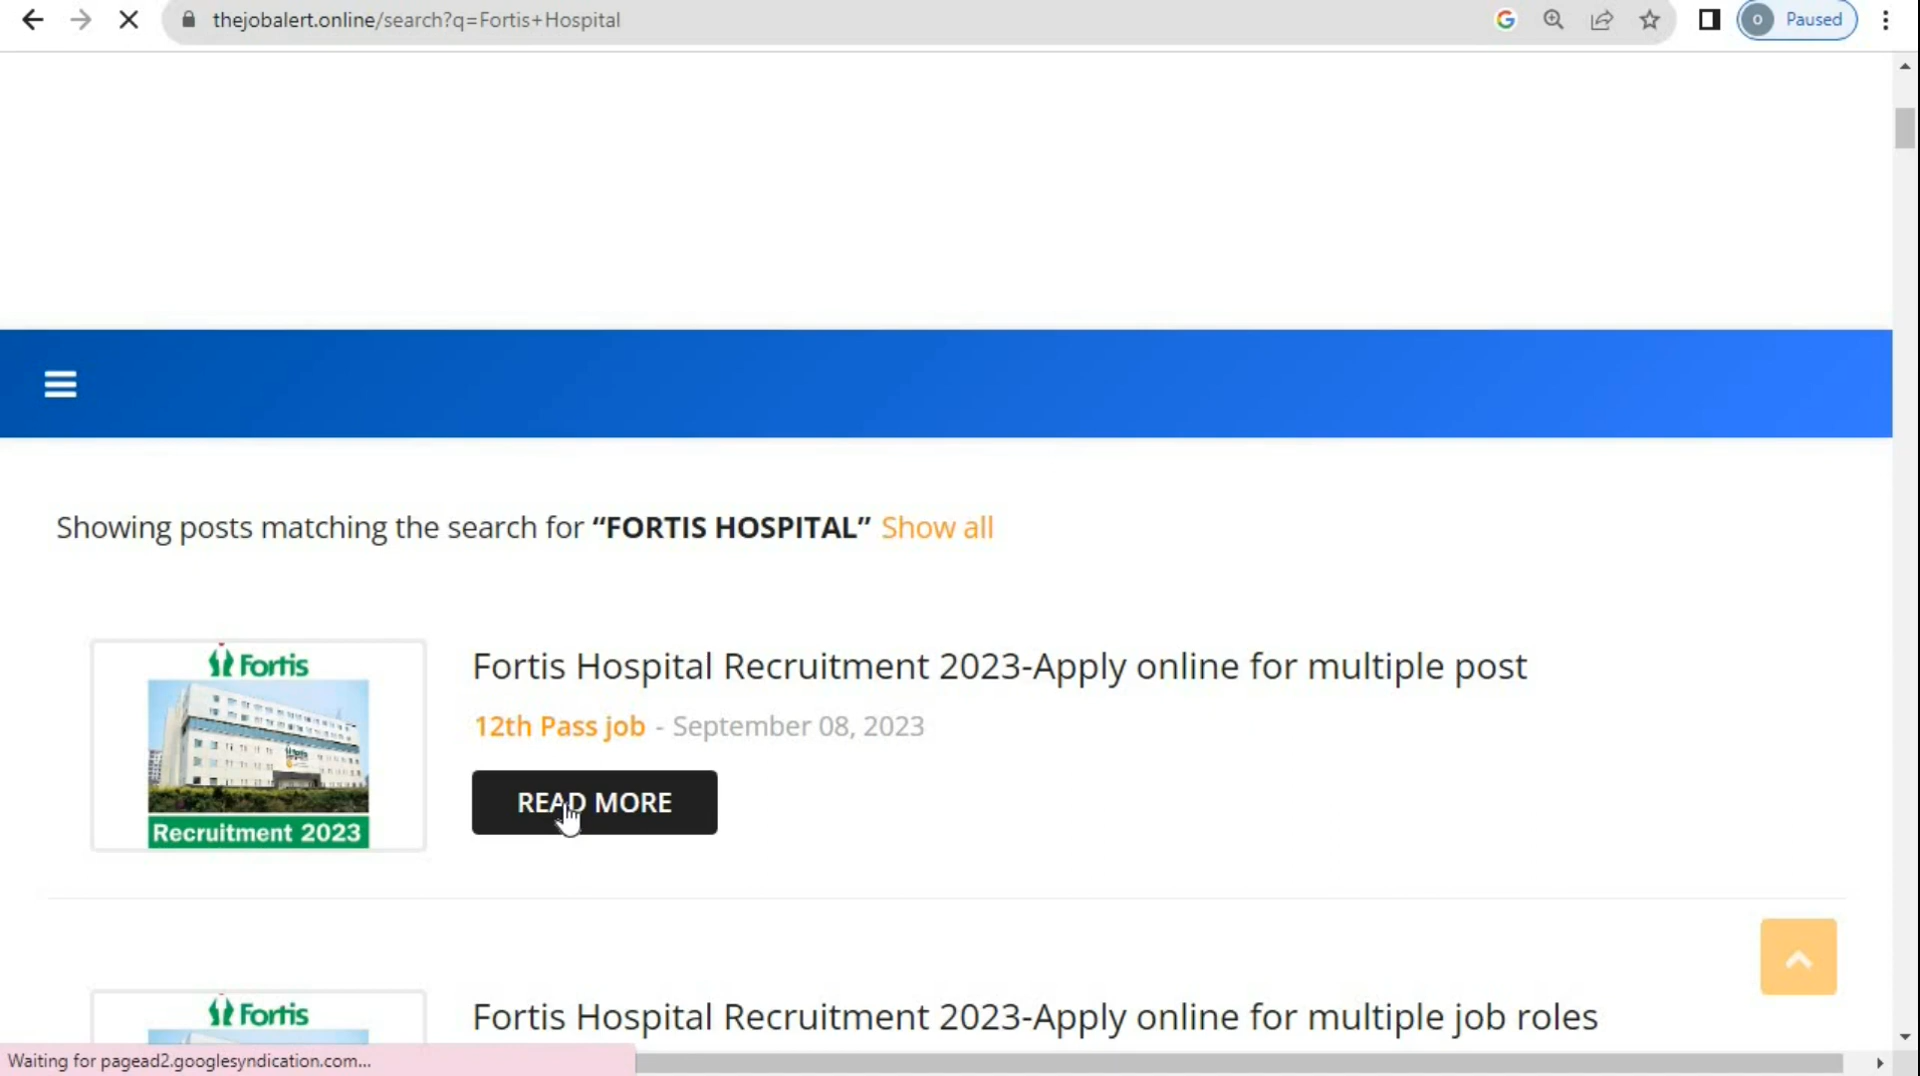 thejobalert.online/search?q=Fortis+Hospital
o Paused
Showing posts matching the search for “FORTIS HOSPITAL” Show all
Fortis
Recruitment 2023
Fortis Hospital Recruitment 2023-Apply online for multiple post
12th Pass job - September 08, 2023
READ MORE
Fortis
Fortis Hospital Recruitment 2023-Apply online for multiple job roles
Waiting for pagead2.googlesyndication.com...